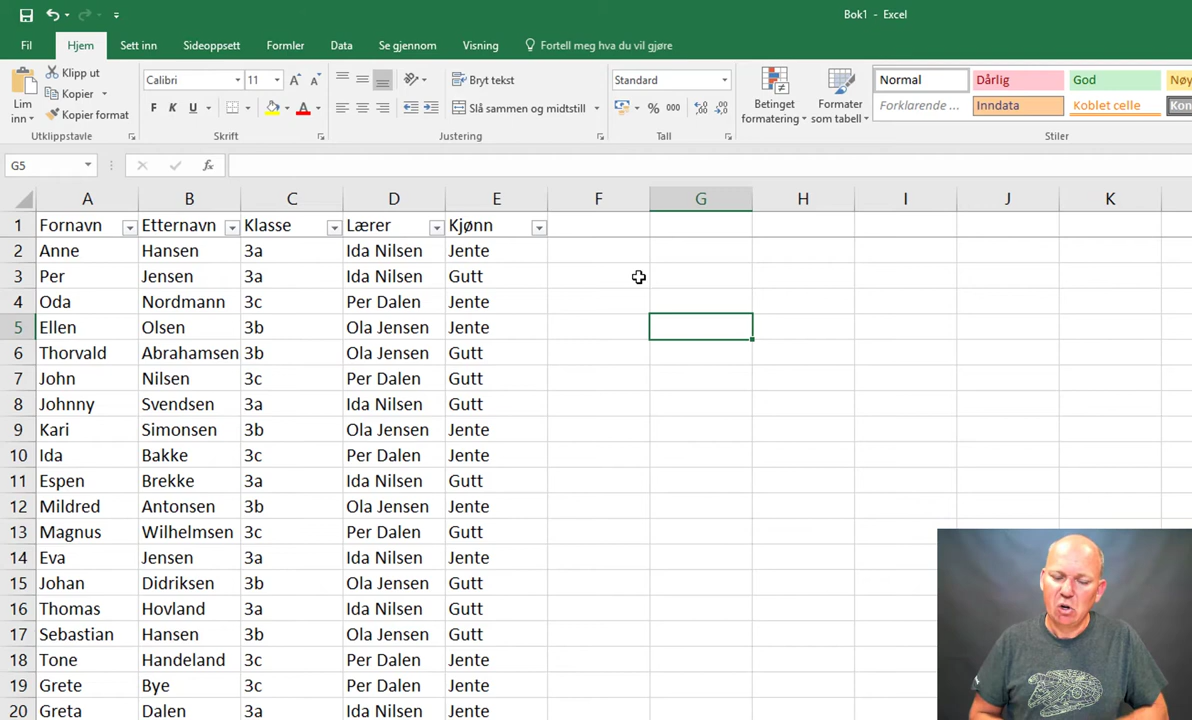 Bok1 - Excel
Fil Hjem Sett inn Sideoppsett Formler Data Se gjennom Visning Fortell meg hva du vil gjøre
Lim inn
Klipp ut
Kopier
Kopier format
Utklippstavle
Calibri 11
F K U
Skrift
Bryt tekst
Slå sammen og midtstill
Justering
Standard
% 000
Tall
Betinget formatering
Formater som tabell
Normal Dårlig God
Forklarende ... Inndata Koblet celle
Stiler
G5 fx
A B C D E F G H I J K
1 Fornavn Etternavn Klasse Lærer Kjønn
2 Anne Hansen 3a Ida Nilsen Jente
3 Per Jensen 3a Ida Nilsen Gutt
4 Oda Nordmann 3c Per Dalen Jente
5 Ellen Olsen 3b Ola Jensen Jente
6 Thorvald Abrahamsen 3b Ola Jensen Gutt
7 John Nilsen 3c Per Dalen Gutt
8 Johnny Svendsen 3a Ida Nilsen Gutt
9 Kari Simonsen 3b Ola Jensen Jente
10 Ida Bakke 3c Per Dalen Jente
11 Espen Brekke 3a Ida Nilsen Gutt
12 Mildred Antonsen 3b Ola Jensen Jente
13 Magnus Wilhelmsen 3c Per Dalen Gutt
14 Eva Jensen 3a Ida Nilsen Jente
15 Johan Didriksen 3b Ola Jensen Gutt
16 Thomas Hovland 3a Ida Nilsen Gutt
17 Sebastian Hansen 3b Ola Jensen Gutt
18 Tone Handeland 3c Per Dalen Jente
19 Grete Bye 3c Per Dalen Jente
20 Greta Dalen 3a Ida Nilsen Jente